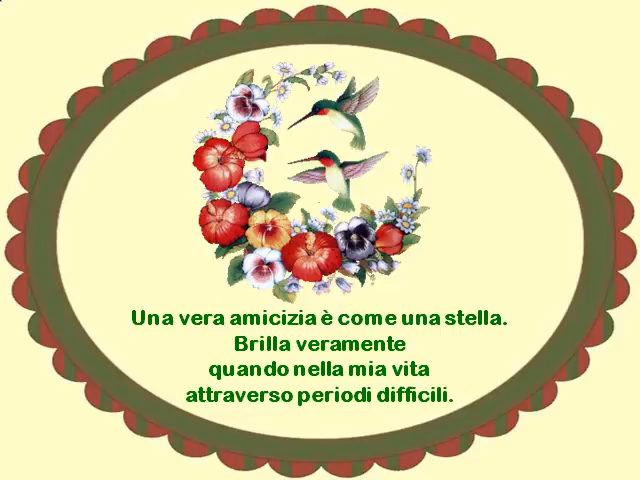 Una vera amicizia è come una stella.
Brilla veramente
quando nella mia vita
attraverso periodi difficili.